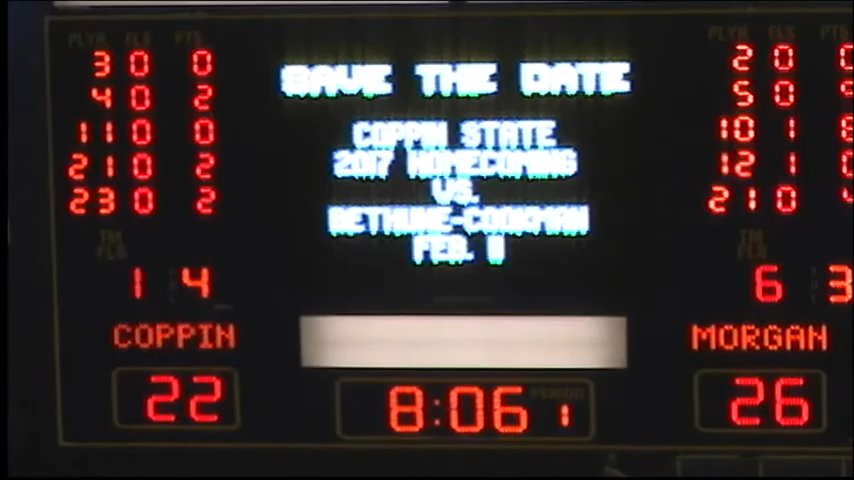 PLYR FLS PTS
3 0 0
4 0 2
11 0 0
21 0 2
23 0 2
TM
FLS
1 4
COPPIN
22
SAVE THE DATE
COPPIN STATE
2017 HOMECOMING
VS.
BETHUNE-COOKMAN
FEB. 11
8:06 PERIOD 1
PLYR FLS PTS
2 0
5 0
10 1
12 1
21 0
TM
FLS
6 3
MORGAN
26